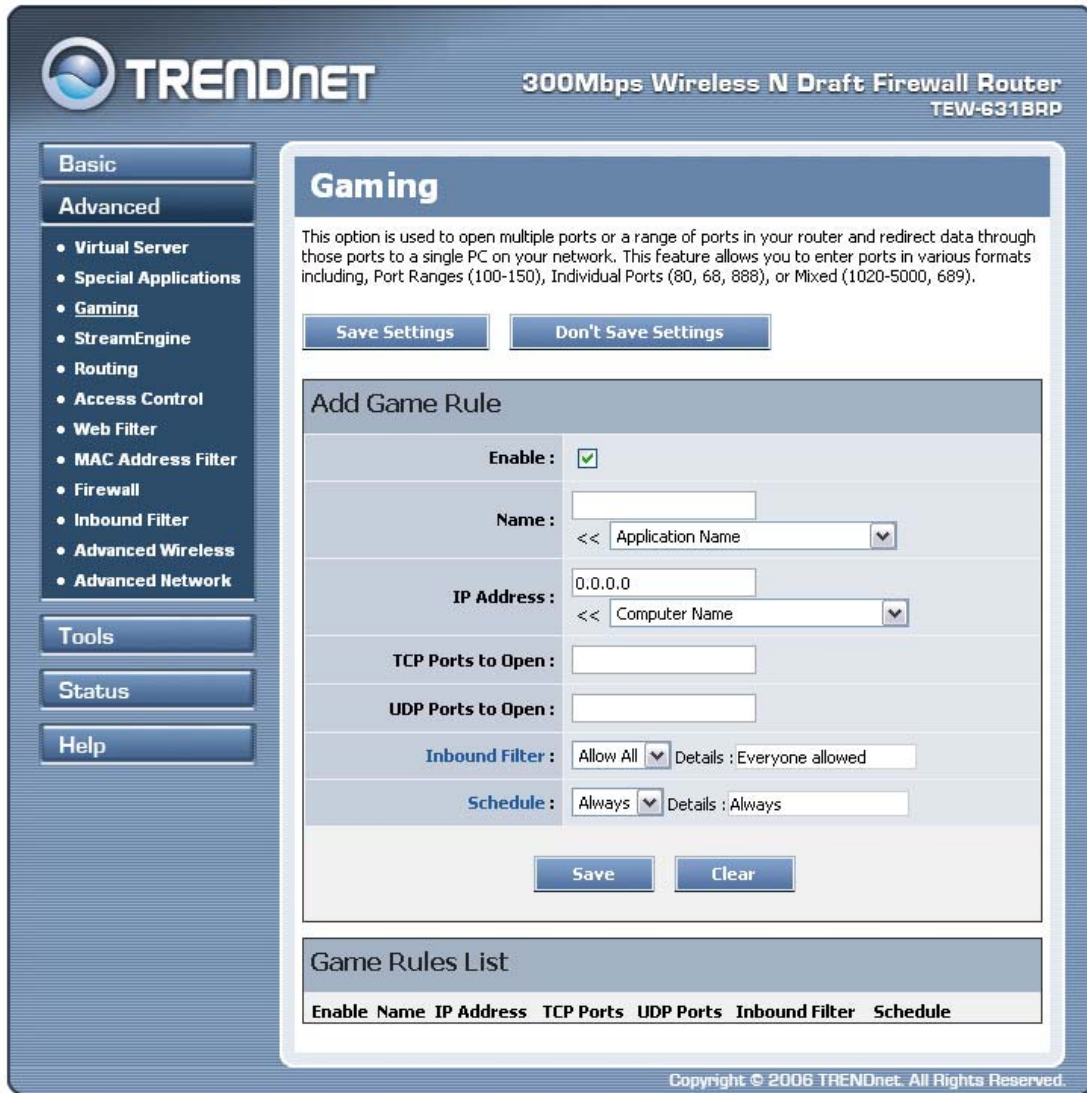 TRENDNET
300Mbps Wireless N Draft Firewall Router
TEW-631BRP
Basic
Advanced
• Virtual Server
• Special Applications
• Gaming
• StreamEngine
• Routing
• Access Control
• Web Filter
• MAC Address Filter
• Firewall
• Inbound Filter
• Advanced Wireless
• Advanced Network
Tools
Status
Help
Gaming
This option is used to open multiple ports or a range of ports in your router and redirect data through
those ports to a single PC on your network. This feature allows you to enter ports in various formats
including, Port Ranges (100-150), Individual Ports (80, 68, 888), or Mixed (1020-5000, 689).
Save Settings Don't Save Settings
Add Game Rule
Enable :
Name :
<< Application Name
IP Address : 0.0.0.0
<< Computer Name
TCP Ports to Open :
UDP Ports to Open :
Inbound Filter : Allow All Details : Everyone allowed
Schedule : Always Details : Always
Save Clear
Game Rules List
Enable Name IP Address TCP Ports UDP Ports Inbound Filter Schedule
Copyright © 2006 TRENDnet. All Rights Reserved.